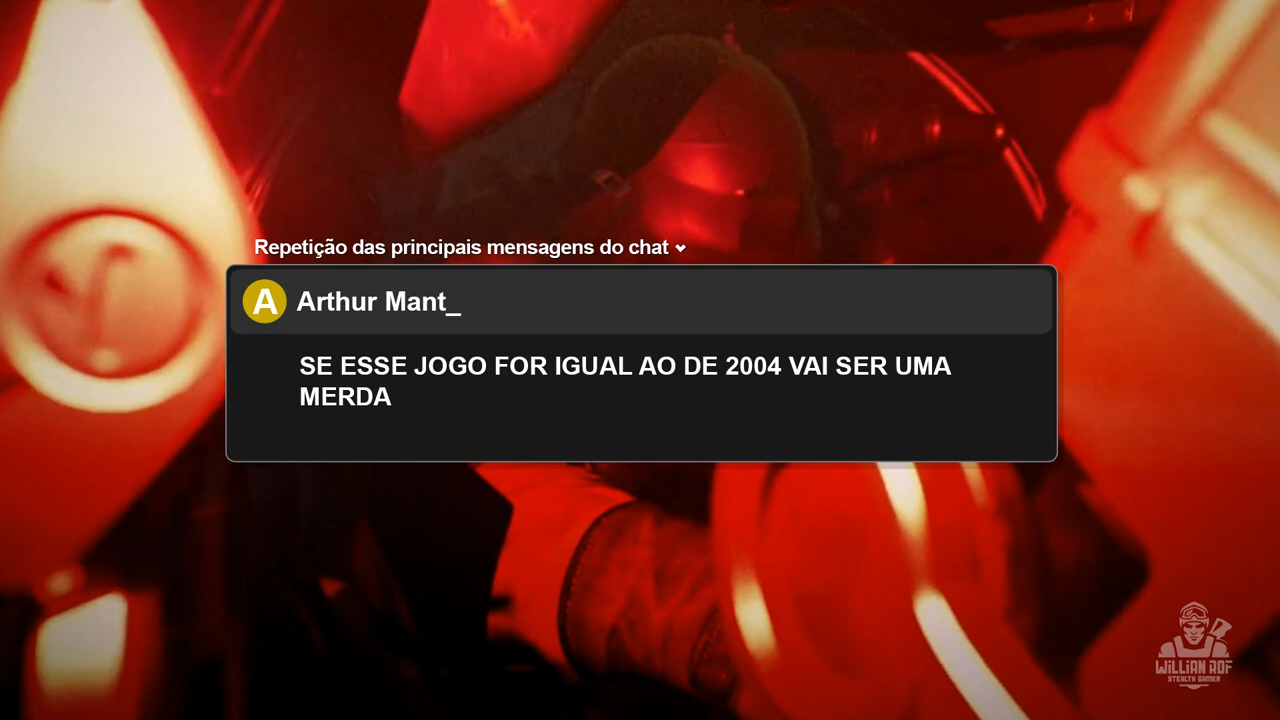 Repetição das principais mensagens do chat
A Arthur Mant_
SE ESSE JOGO FOR IGUAL AO DE 2004 VAI SER UMA
MERDA
WILLIAN ROF
STEALTH GAMER